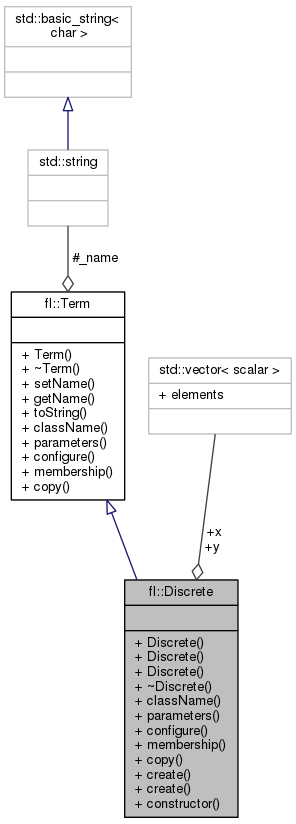 std::basic_string<
char >
std::string
#_name
fl::Term
+ Term()
+ ~Term()
+ setName()
+ getName()
+ toString()
+ className()
+ parameters()
+ configure()
+ membership()
+ copy()
std::vector< scalar >
+ elements
+x
+y
fl::Discrete
+ Discrete()
+ Discrete()
+ Discrete()
+ ~Discrete()
+ className()
+ parameters()
+ configure()
+ membership()
+ copy()
+ create()
+ create()
+ constructor()